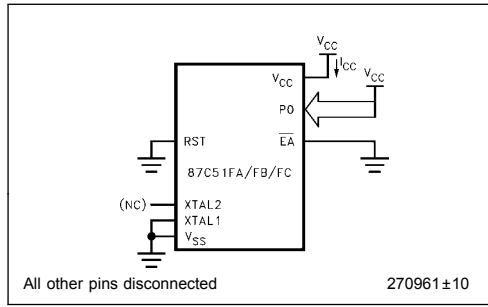 VCC
ICC
VCC
VCC
P0
RST
EA
87C51FA/FB/FC
(NC)
XTAL2
XTAL1
VSS
All other pins disconnected
270961±10